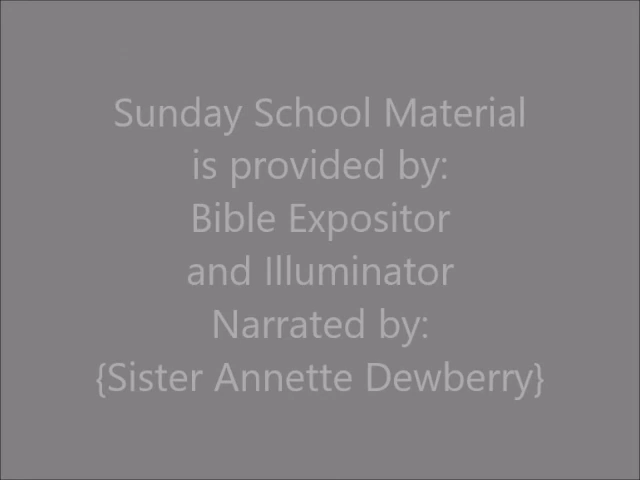 Sunday School Material
is provided by:
Bible Expositor
and Illuminator
Narrated by:
{Sister Annette Dewberry}